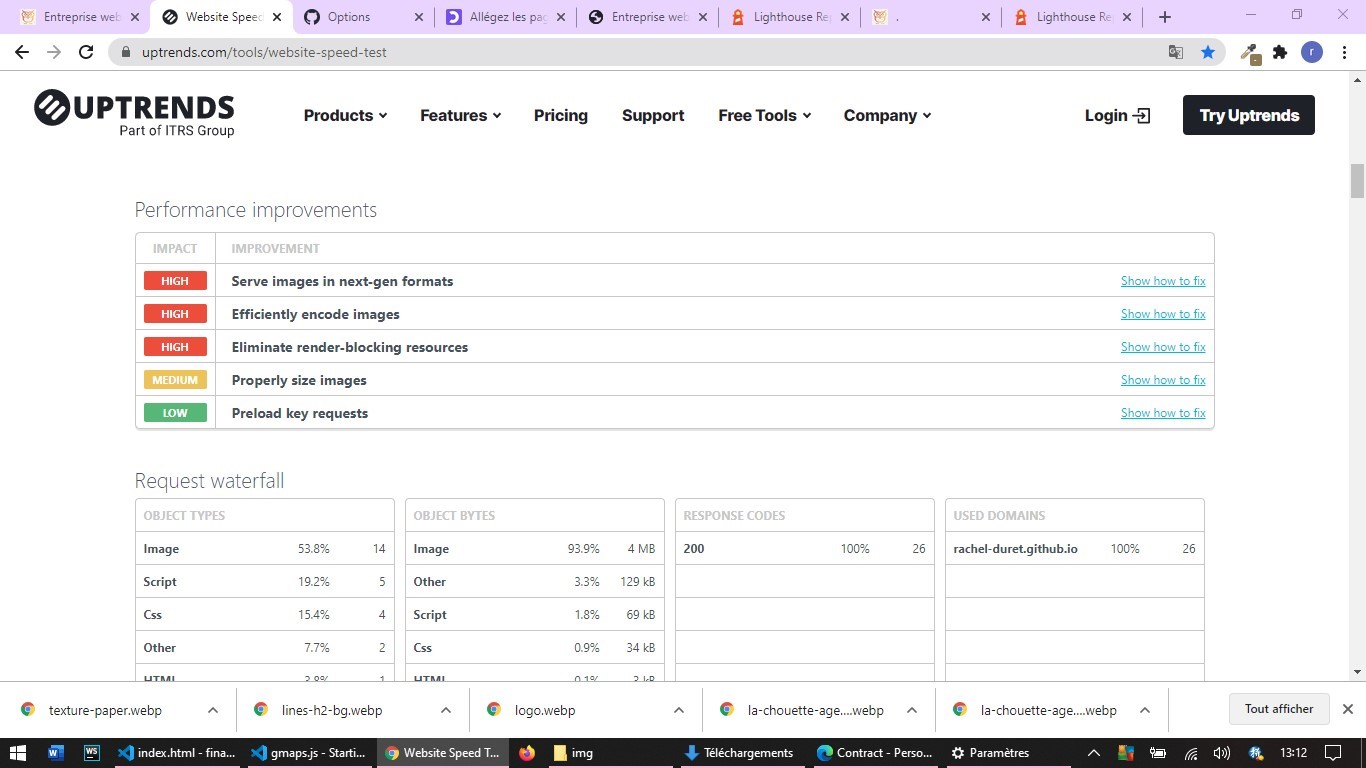 Entreprise web
Website Speed
Options
Allégez les pag
Entreprise web
Lighthouse Rep
.
Lighthouse Rep
uptrends.com/tools/website-speed-test
r
UPTRENDS
Part of ITRS Group
Products
Features
Pricing
Support
Free Tools
Company
Login
Try Uptrends
Performance improvements
IMPACT IMPROVEMENT
HIGH Serve images in next-gen formats Show how to fix
HIGH Efficiently encode images Show how to fix
HIGH Eliminate render-blocking resources Show how to fix
MEDIUM Properly size images Show how to fix
LOW Preload key requests Show how to fix
Request waterfall
OBJECT TYPES OBJECT BYTES RESPONSE CODES USED DOMAINS
Image 53.8% 14 Image 93.9% 4 MB 200 100% 26 rachel-duret.github.io 100% 26
Script 19.2% 5 Other 3.3% 129 kB
Css 15.4% 4 Script 1.8% 69 kB
Other 7.7% 2 Css 0.9% 34 kB
HTML 3.8% 1 HTML 0.1% 3 kB
texture-paper.webp
lines-h2-bg.webp
logo.webp
la-chouette-age....webp
la-chouette-age....webp
Tout afficher
W
WS
index.html - fina...
gmaps.js - Starti...
Website Speed T...
img
Téléchargements
Contract - Perso...
Paramètres
13:12